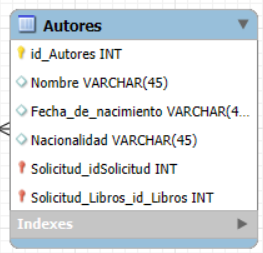 Autores
id_Autores INT
Nombre VARCHAR(45)
Fecha_de_nacimiento VARCHAR(4...
Nacionalidad VARCHAR(45)
Solicitud_idSolicitud INT
Solicitud_Libros_id_Libros INT
Indexes